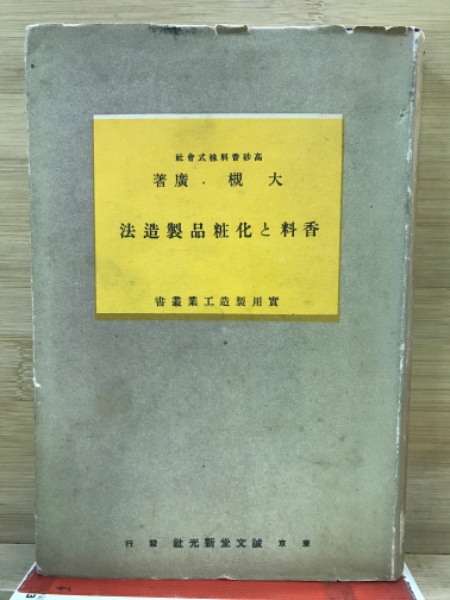 高砂香料株式會社
大槻 廣著
香料と化粧品製造法
實用製造工業叢書
東京 誠文堂新光社 發行